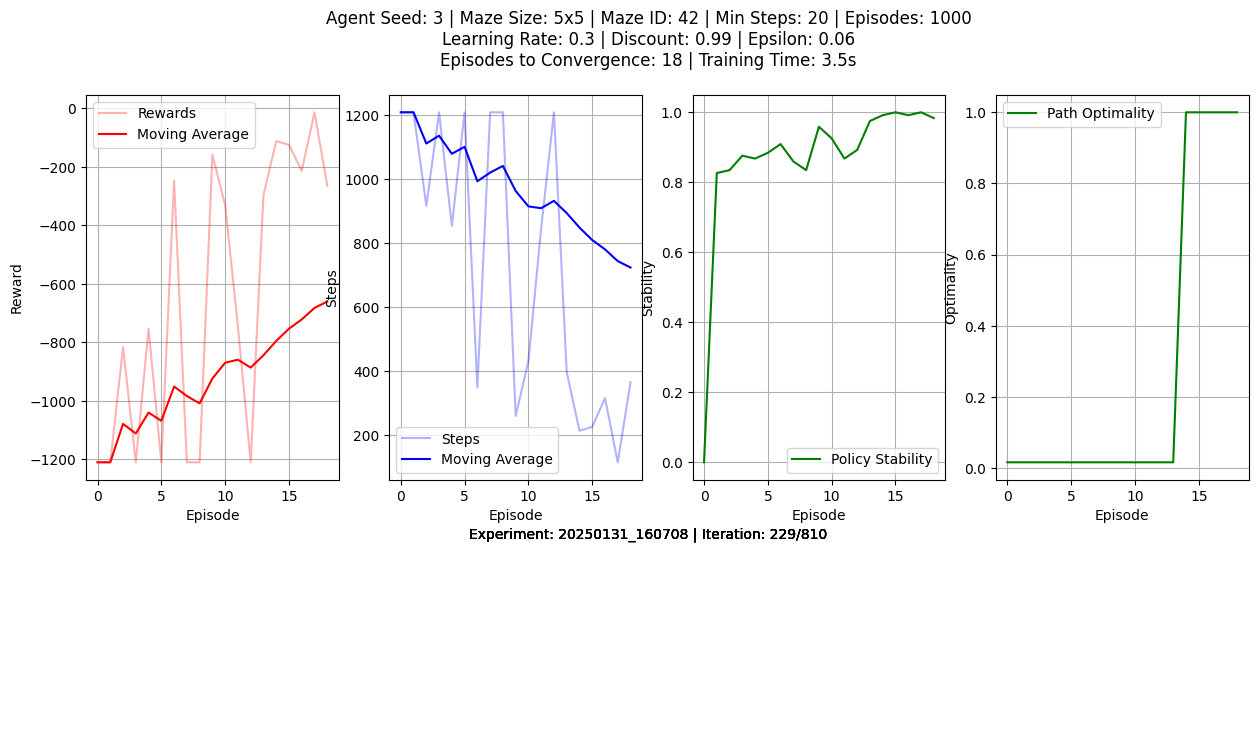 Agent Seed: 3 | Maze Size: 5x5 | Maze ID: 42 | Min Steps: 20 | Episodes: 1000
Learning Rate: 0.3 | Discount: 0.99 | Epsilon: 0.06
Episodes to Convergence: 18 | Training Time: 3.5s
Reward
0
−200
−400
−600
−800
−1000
−1200
Rewards
Moving Average
0
5
10
15
Episode
Steps
1200
1000
800
600
400
200
Steps
Moving Average
0
5
10
15
Episode
Stability
1.0
0.8
0.6
0.4
0.2
0.0
Policy Stability
0
5
10
15
Episode
Optimality
1.0
0.8
0.6
0.4
0.2
0.0
Path Optimality
0
5
10
15
Episode
Experiment: 20250131_160708 | Iteration: 229/810